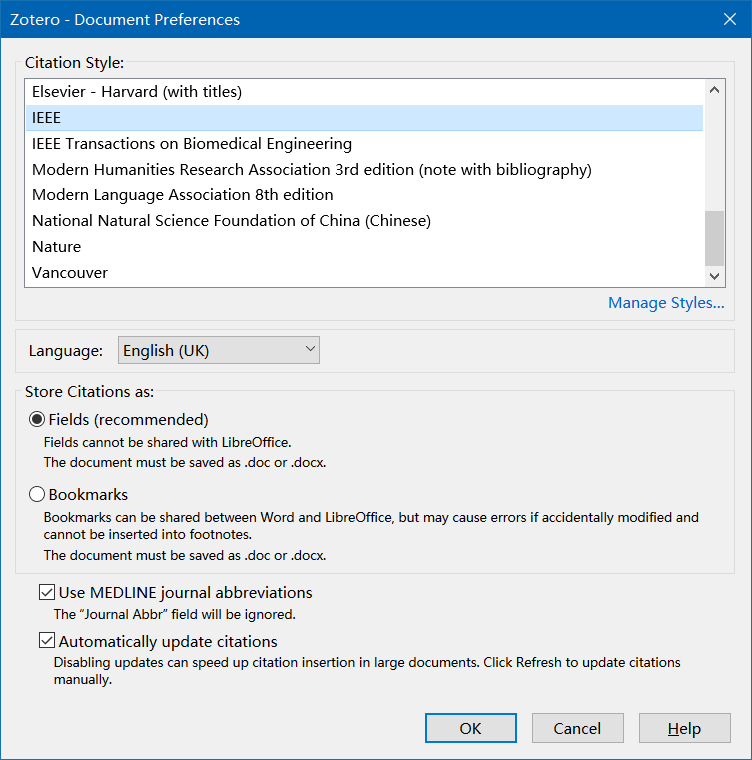 Zotero - Document Preferences
Citation Style:
Elsevier - Harvard (with titles)
IEEE
IEEE Transactions on Biomedical Engineering
Modern Humanities Research Association 3rd edition (note with bibliography)
Modern Language Association 8th edition
National Natural Science Foundation of China (Chinese)
Nature
Vancouver
Manage Styles...
Language: English (UK)
Store Citations as:
Fields (recommended)
Fields cannot be shared with LibreOffice.
The document must be saved as .doc or .docx.
Bookmarks
Bookmarks can be shared between Word and LibreOffice, but may cause errors if accidentally modified and
cannot be inserted into footnotes.
The document must be saved as .doc or .docx.
Use MEDLINE journal abbreviations
The “Journal Abbr” field will be ignored.
Automatically update citations
Disabling updates can speed up citation insertion in large documents. Click Refresh to update citations
manually.
OK Cancel Help